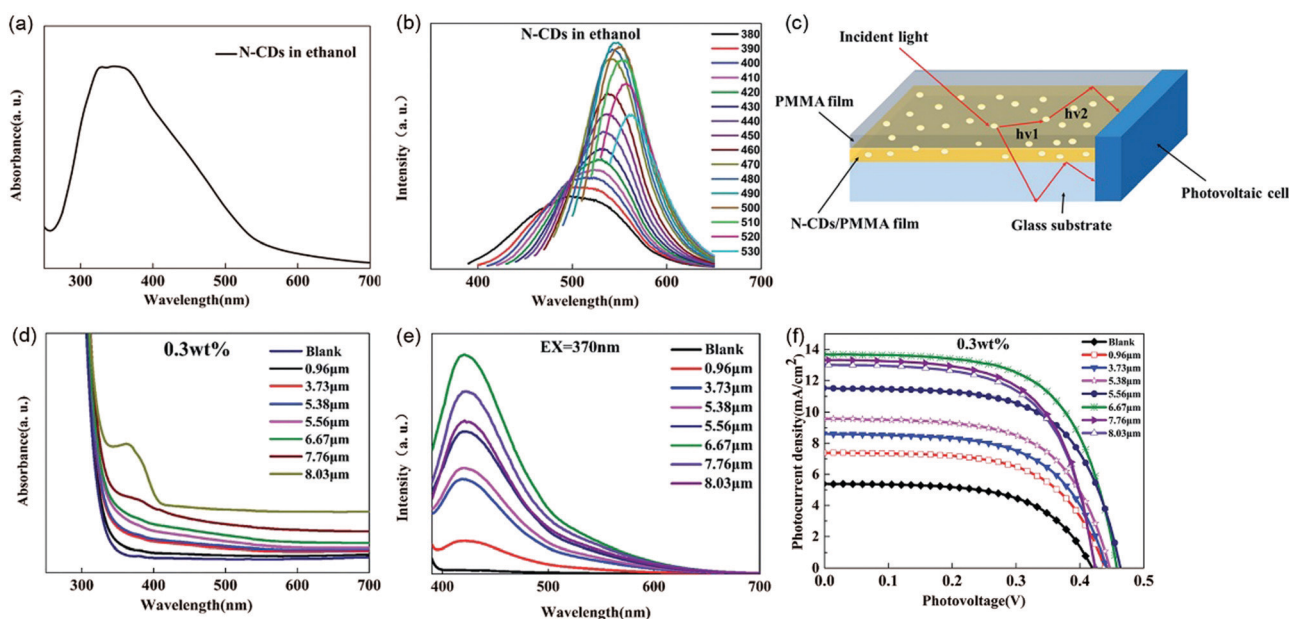 (a)
N-CDs in ethanol
Absorbance(a. u.)
300 400 500 600 700
Wavelength(nm)
(b)
N-CDs in ethanol
380
390
400
410
420
430
440
450
460
470
480
490
500
510
520
530
Intensity (a. u.)
400 500 600 700
Wavelength(nm)
(c)
Incident light
PMMA film
hv1
hv2
N-CDs/PMMA film
Glass substrate
Photovoltaic cell
(d)
0.3wt%
Blank
0.96μm
3.73μm
5.38μm
5.56μm
6.67μm
7.76μm
8.03μm
Absorbance(a. u.)
300 400 500 600 700
Wavelength(nm)
(e)
EX=370nm
Blank
0.96μm
3.73μm
5.38μm
5.56μm
6.67μm
7.76μm
8.03μm
Intensity (a. u.)
400 500 600 700
Wavelength(nm)
(f)
0.3wt%
Blank
0.96μm
3.73μm
5.38μm
5.56μm
6.67μm
7.76μm
8.03μm
Photocurrent density(mA/cm²)
14
12
10
8
6
4
2
0
0.0 0.1 0.2 0.3 0.4 0.5
Photovoltage(V)